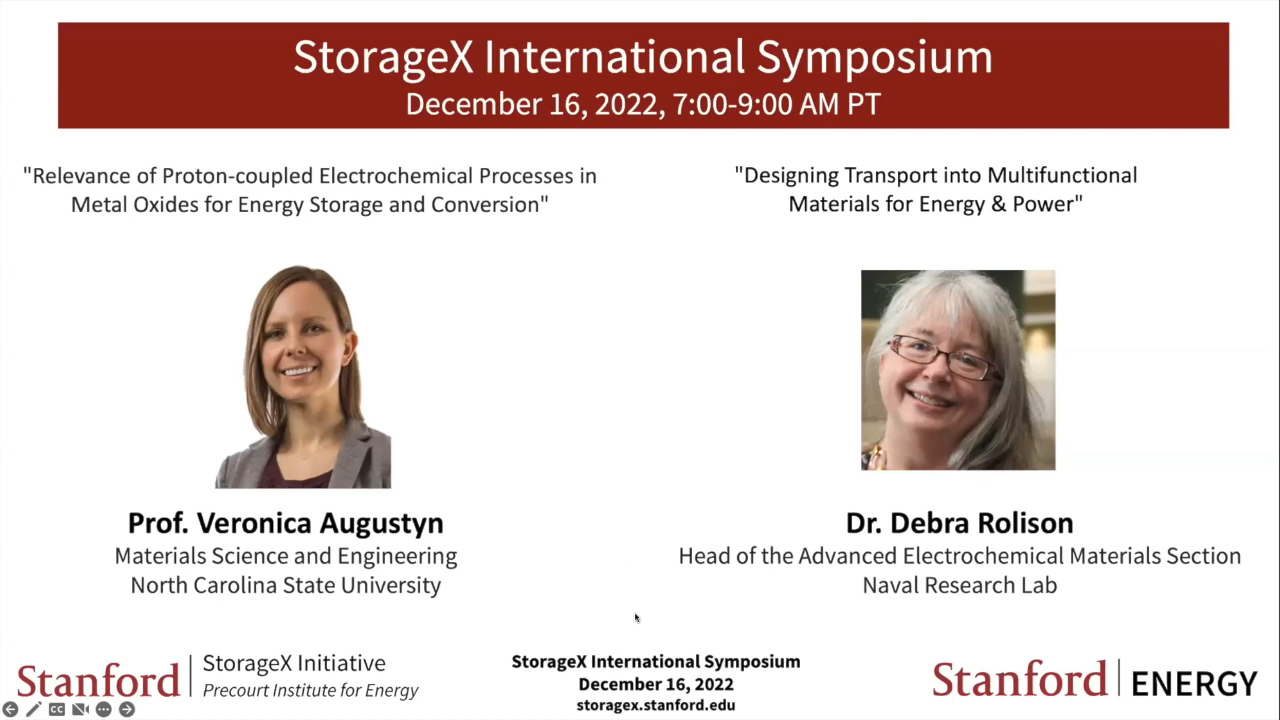 StorageX International Symposium
December 16, 2022, 7:00-9:00 AM PT
"Relevance of Proton-coupled Electrochemical Processes in
Metal Oxides for Energy Storage and Conversion"
"Designing Transport into Multifunctional
Materials for Energy & Power"
Prof. Veronica Augustyn
Materials Science and Engineering
North Carolina State University
Dr. Debra Rolison
Head of the Advanced Electrochemical Materials Section
Naval Research Lab
Stanford
StorageX Initiative
Precourt Institute for Energy
StorageX International Symposium
December 16, 2022
storagex.stanford.edu
Stanford ENERGY
CC